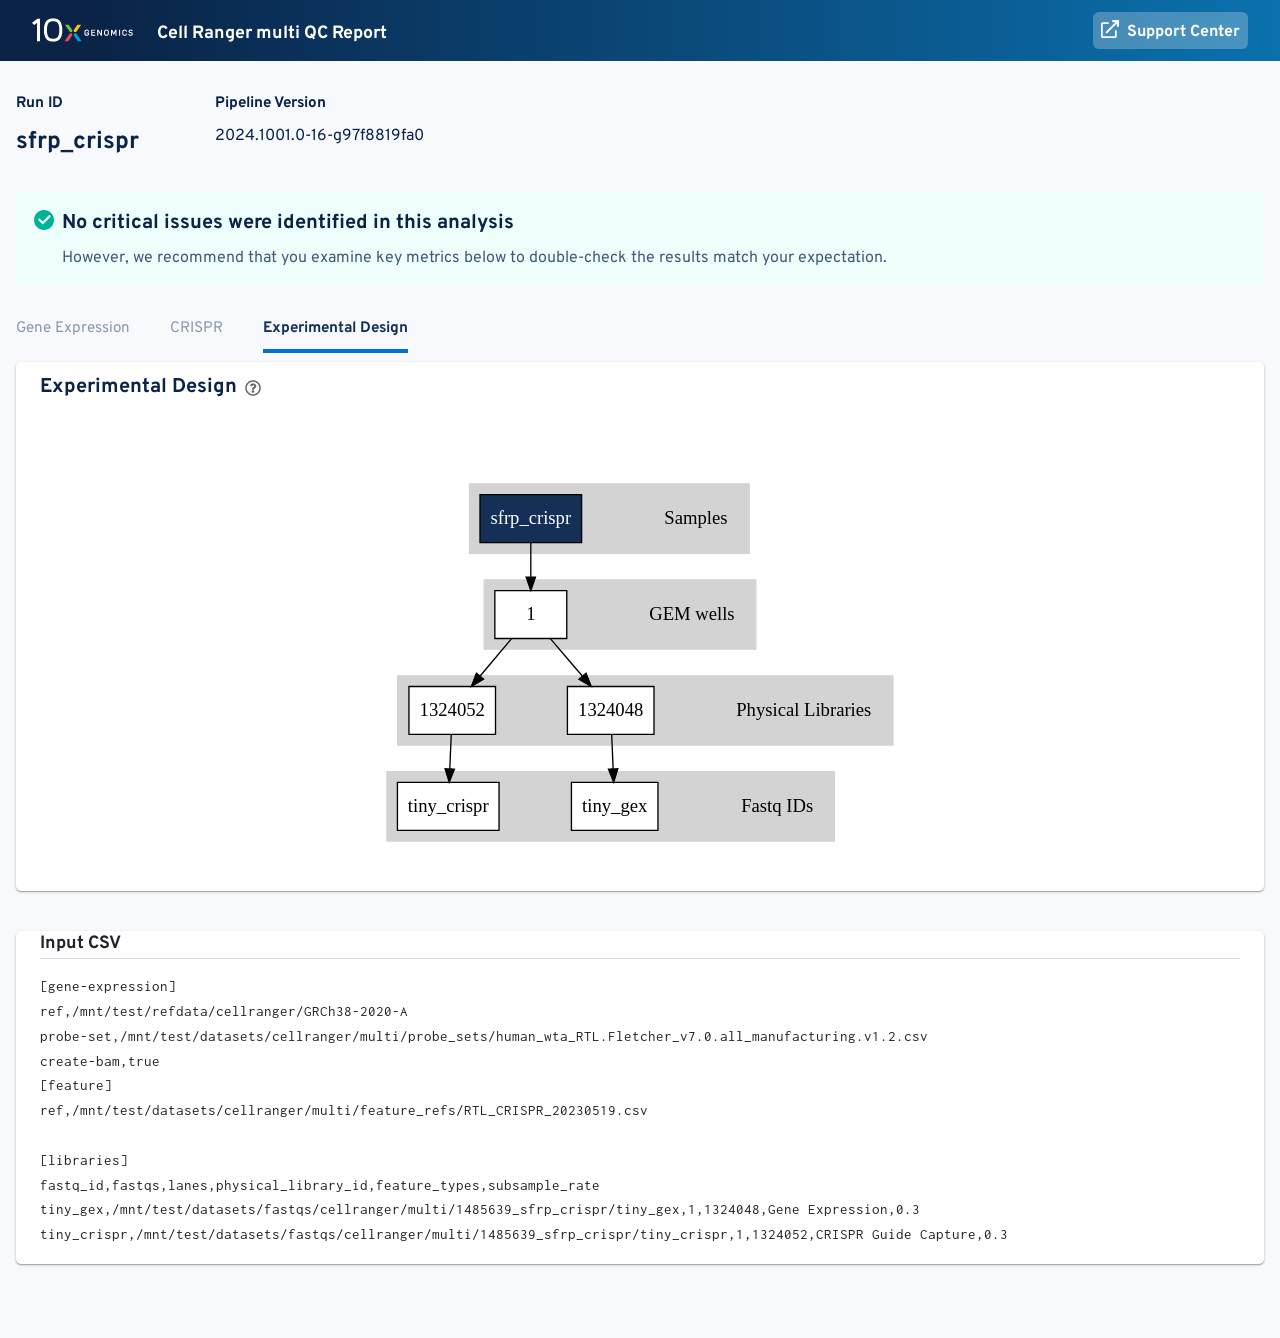 10x GENOMICS Cell Ranger multi QC Report Support Center
Run ID Pipeline Version
sfrp_crispr 2024.1001.0-16-g97f8819fa0
No critical issues were identified in this analysis
However, we recommend that you examine key metrics below to double-check the results match your expectation.
Gene Expression CRISPR Experimental Design
Experimental Design ?
sfrp_crispr Samples
1 GEM wells
1324052 1324048 Physical Libraries
tiny_crispr tiny_gex Fastq IDs
Input CSV
[gene-expression]
ref,/mnt/test/refdata/cellranger/GRCh38-2020-A
probe-set,/mnt/test/datasets/cellranger/multi/probe_sets/human_wta_RTL.Fletcher_v7.0.all_manufacturing.v1.2.csv
create-bam,true
[feature]
ref,/mnt/test/datasets/cellranger/multi/feature_refs/RTL_CRISPR_20230519.csv
[libraries]
fastq_id,fastqs,lanes,physical_library_id,feature_types,subsample_rate
tiny_gex,/mnt/test/datasets/fastqs/cellranger/multi/1485639_sfrp_crispr/tiny_gex,1,1324048,Gene Expression,0.3
tiny_crispr,/mnt/test/datasets/fastqs/cellranger/multi/1485639_sfrp_crispr/tiny_crispr,1,1324052,CRISPR Guide Capture,0.3